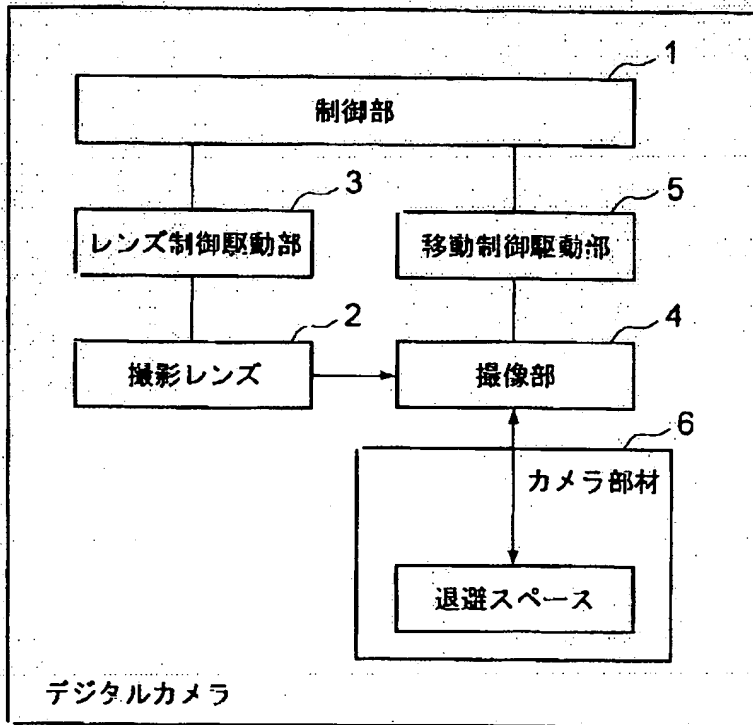 1
制御部
3
レンズ制御駆動部
5
移動制御駆動部
2
撮影レンズ
4
撮像部
6
カメラ部材
退避スペース
デジタルカメラ